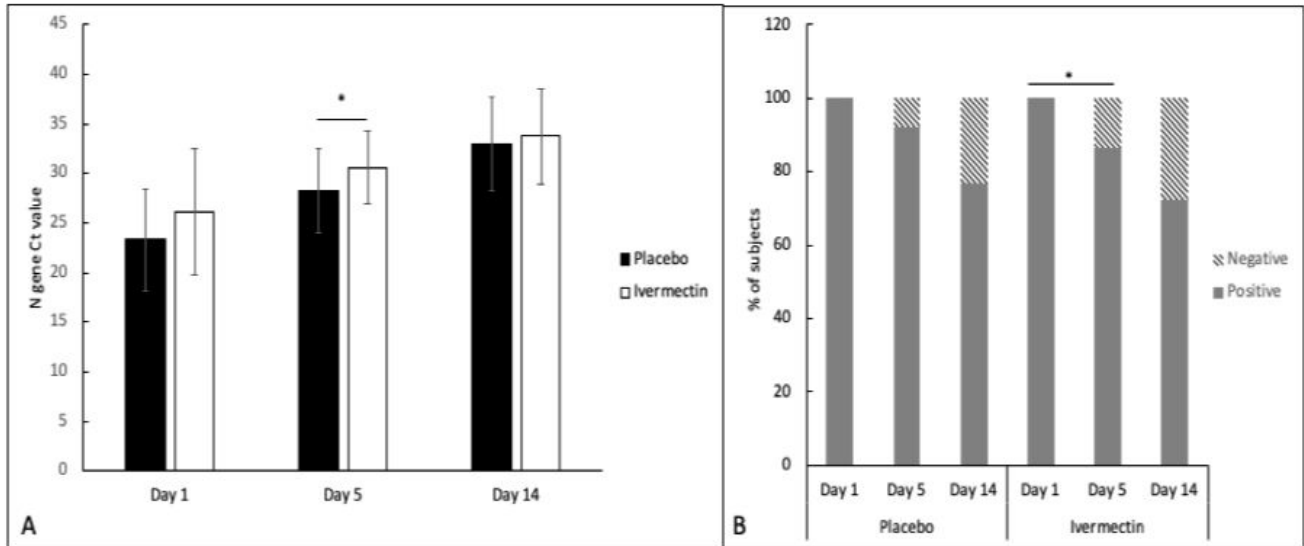 45
40
35
30
25
20
15
10
5
0
N gene Ct value
*
Day 1
Day 5
Day 14
Placebo
Ivermectin
A
120
100
80
60
40
20
0
% of subjects
*
Day 1 Day 5 Day 14 Day 1 Day 5 Day 14
Placebo Ivermectin
Negative
Positive
B